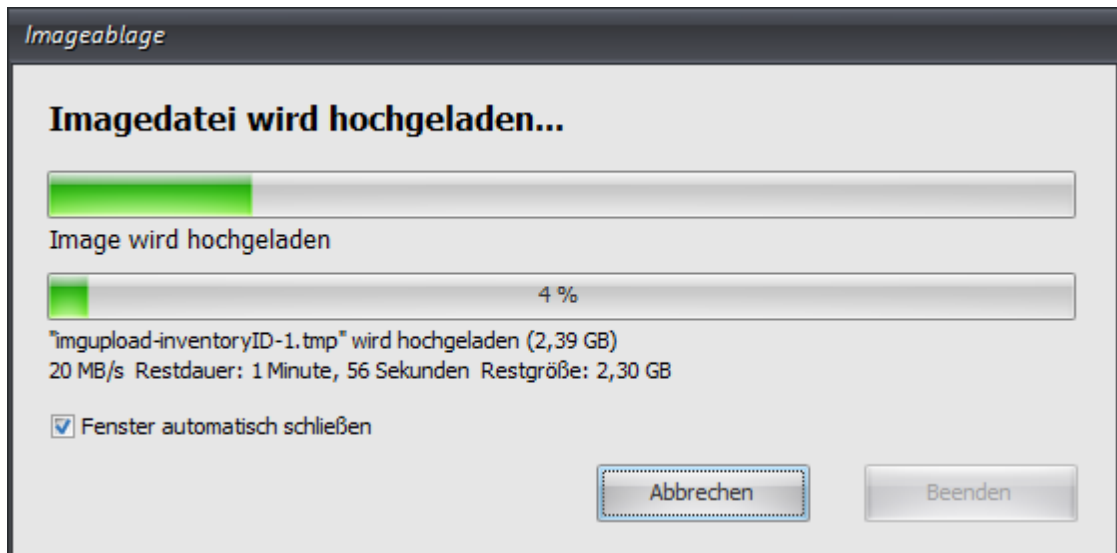 Imageablage
Imagedatei wird hochgeladen...
Image wird hochgeladen
4 %
"imgupload-inventoryID-1.tmp" wird hochgeladen (2,39 GB)
20 MB/s Restdauer: 1 Minute, 56 Sekunden Restgröße: 2,30 GB
Fenster automatisch schließen
Abbrechen Beenden